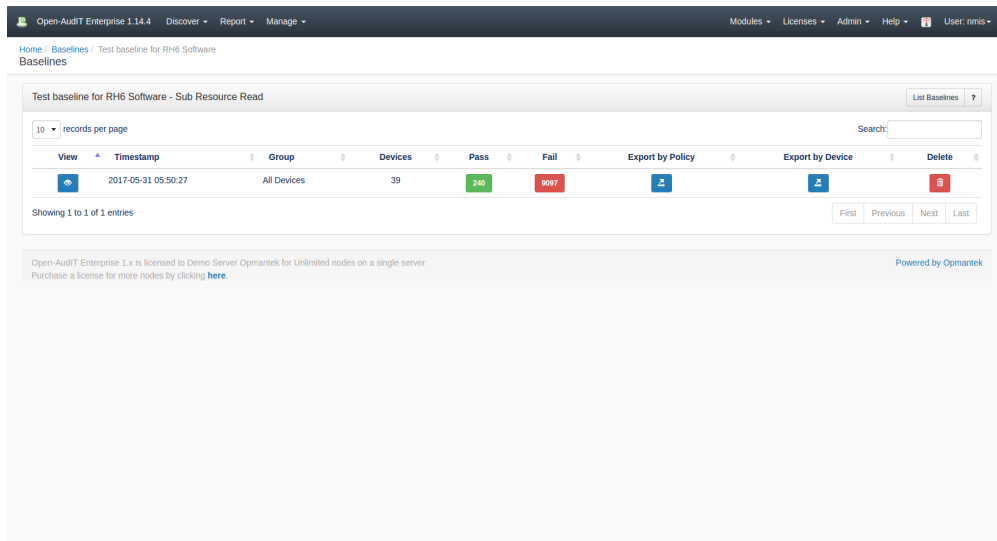 Open-AudIT Enterprise 1.14.4 Discover Report Manage Modules Licenses Admin Help User: nmis
Home / Baselines / Test baseline for RH6 Software
Baselines
Test baseline for RH6 Software - Sub Resource Read List Baselines ?
10 records per page Search:
View Timestamp Group Devices Pass Fail Export by Policy Export by Device Delete
2017-05-31 05:50:27 All Devices 39 240 9097
Showing 1 to 1 of 1 entries First Previous Next Last
Open-AudIT Enterprise 1.x is licensed to Demo Server Opmantek for Unlimited nodes on a single server Powered by Opmantek
Purchase a license for more nodes by clicking here.